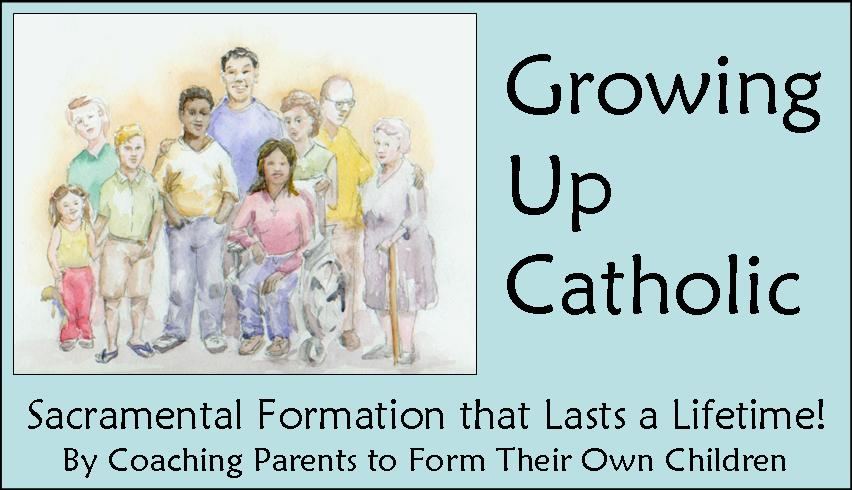 Growing
Up
Catholic
Sacramental Formation that Lasts a Lifetime!
By Coaching Parents to Form Their Own Children